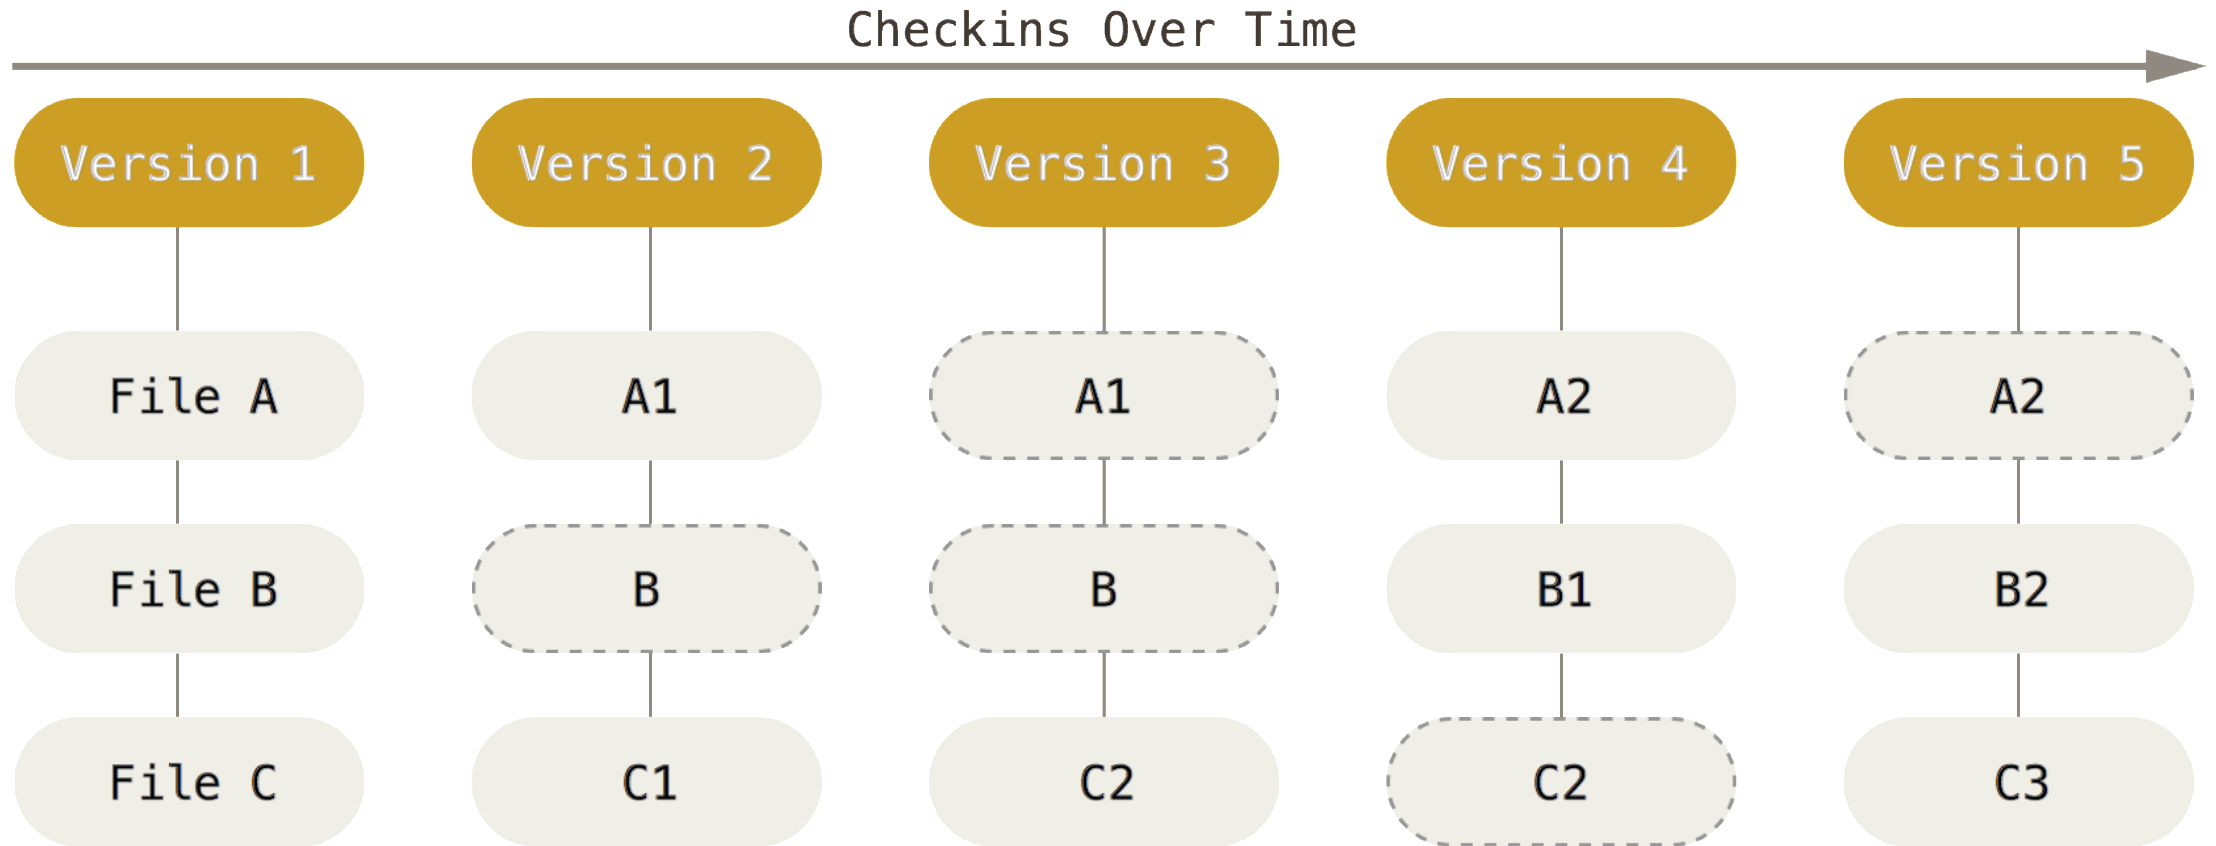 Checkins Over Time
Version 1
Version 2
Version 3
Version 4
Version 5
File A
A1
A1
A2
A2
File B
B
B
B1
B2
File C
C1
C2
C2
C3